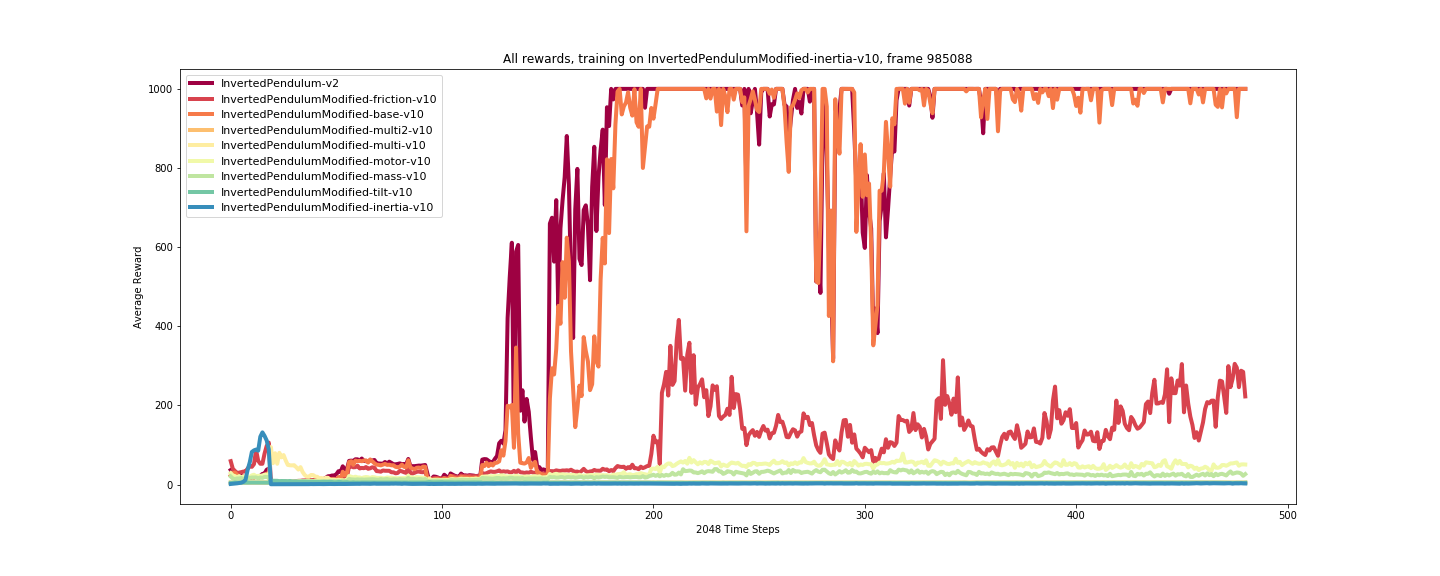 All rewards, training on InvertedPendulumModified-inertia-v10, frame 985088
InvertedPendulum-v2
InvertedPendulumModified-friction-v10
InvertedPendulumModified-base-v10
InvertedPendulumModified-multi2-v10
InvertedPendulumModified-multi-v10
InvertedPendulumModified-motor-v10
InvertedPendulumModified-mass-v10
InvertedPendulumModified-tilt-v10
InvertedPendulumModified-inertia-v10
Average Reward
1000
800
600
400
200
0
0 100 200 300 400 500
2048 Time Steps